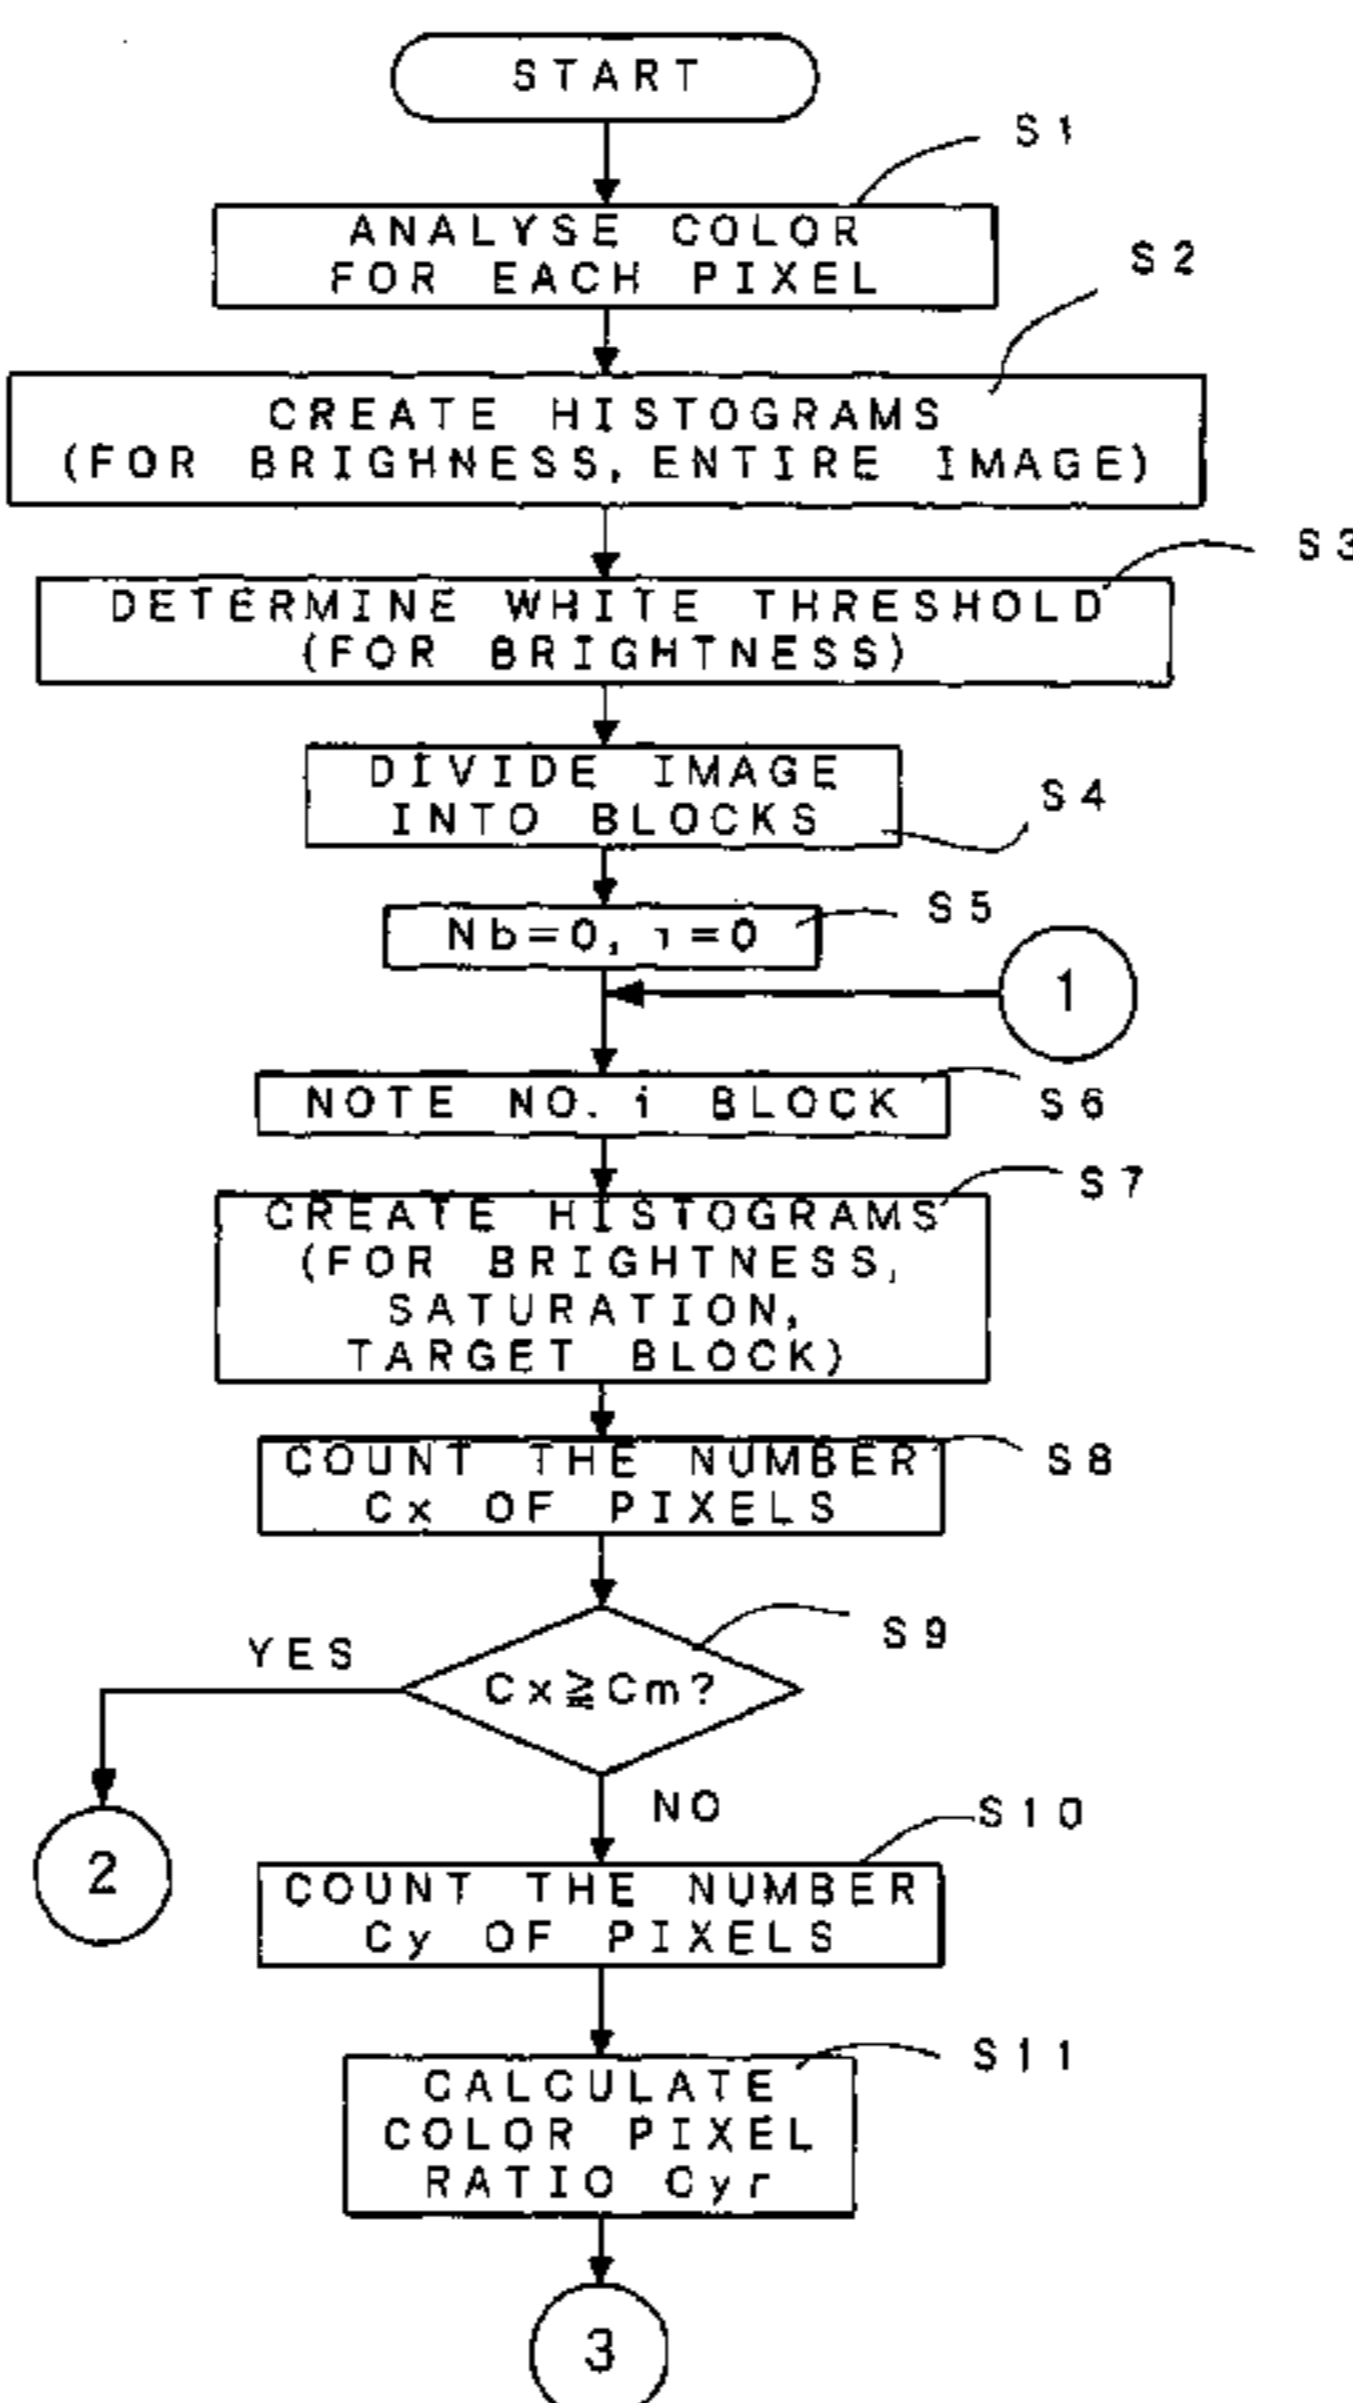 START
S1
ANALYSE COLOR
FOR EACH PIXEL
S2
CREATE HISTOGRAMS
(FOR BRIGHNESS, ENTIRE IMAGE)
S3
DETERMINE WHITE THRESHOLD
(FOR BRIGHTNESS)
DIVIDE IMAGE
INTO BLOCKS
S4
Nb=0, i=0
S5
1
NOTE NO. i BLOCK
S6
S7
CREATE HISTOGRAMS
(FOR BRIGHTNESS,
SATURATION,
TARGET BLOCK)
COUNT THE NUMBER
Cx OF PIXELS
S8
S9
YES
Cx≧Cm?
NO
2
S10
COUNT THE NUMBER
Cy OF PIXELS
S11
CALCULATE
COLOR PIXEL
RATIO Cyr
3